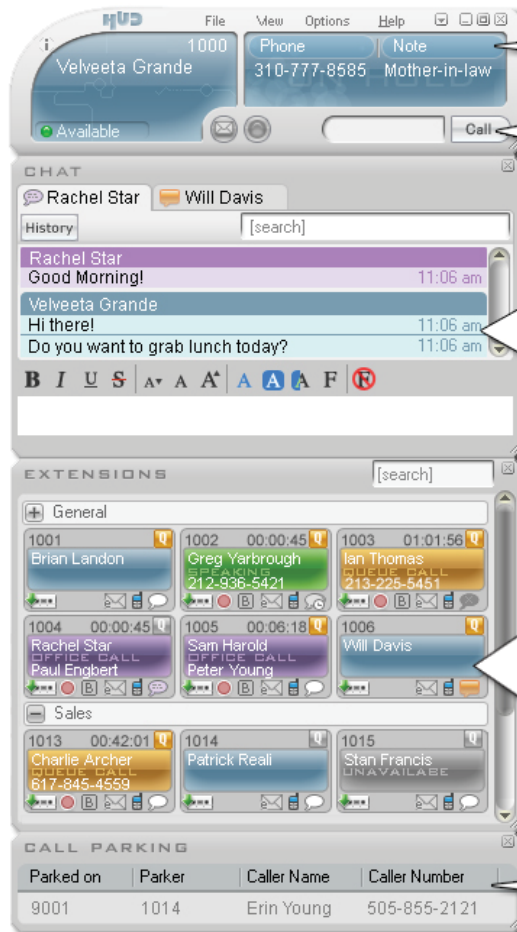 HUD File View Options Help
i 1000 Phone Note
Velveeta Grande 310-777-8585 Mother-in-law
ON HOLD
Available Call
CHAT
Rachel Star Will Davis
History [search]
Rachel Star
Good Morning! 11:06 am
Velveeta Grande
Hi there! 11:06 am
Do you want to grab lunch today? 11:06 am
B I U S A A A A A A F F
EXTENSIONS [search]
+ General
1001 Q 1002 00:00:45 Q 1003 01:01:56 Q
Brian Landon Greg Yarbrough Ian Thomas
SPEAKING QUEUE CALL
212-936-5421 213-225-5451
B B
1004 00:00:45 Q 1005 00:06:18 Q 1006 Q
Rachel Star Sam Harold Will Davis
OFFICE CALL OFFICE CALL
Paul Engbert Peter Young
B B
− Sales
1013 00:42:01 Q 1014 Q 1015 Q
Charlie Archer Patrick Reali Stan Francis
QUEUE CALL UNAVAILABE
617-845-4559
B
CALL PARKING
Parked on Parker Caller Name Caller Number
9001 1014 Erin Young 505-855-2121